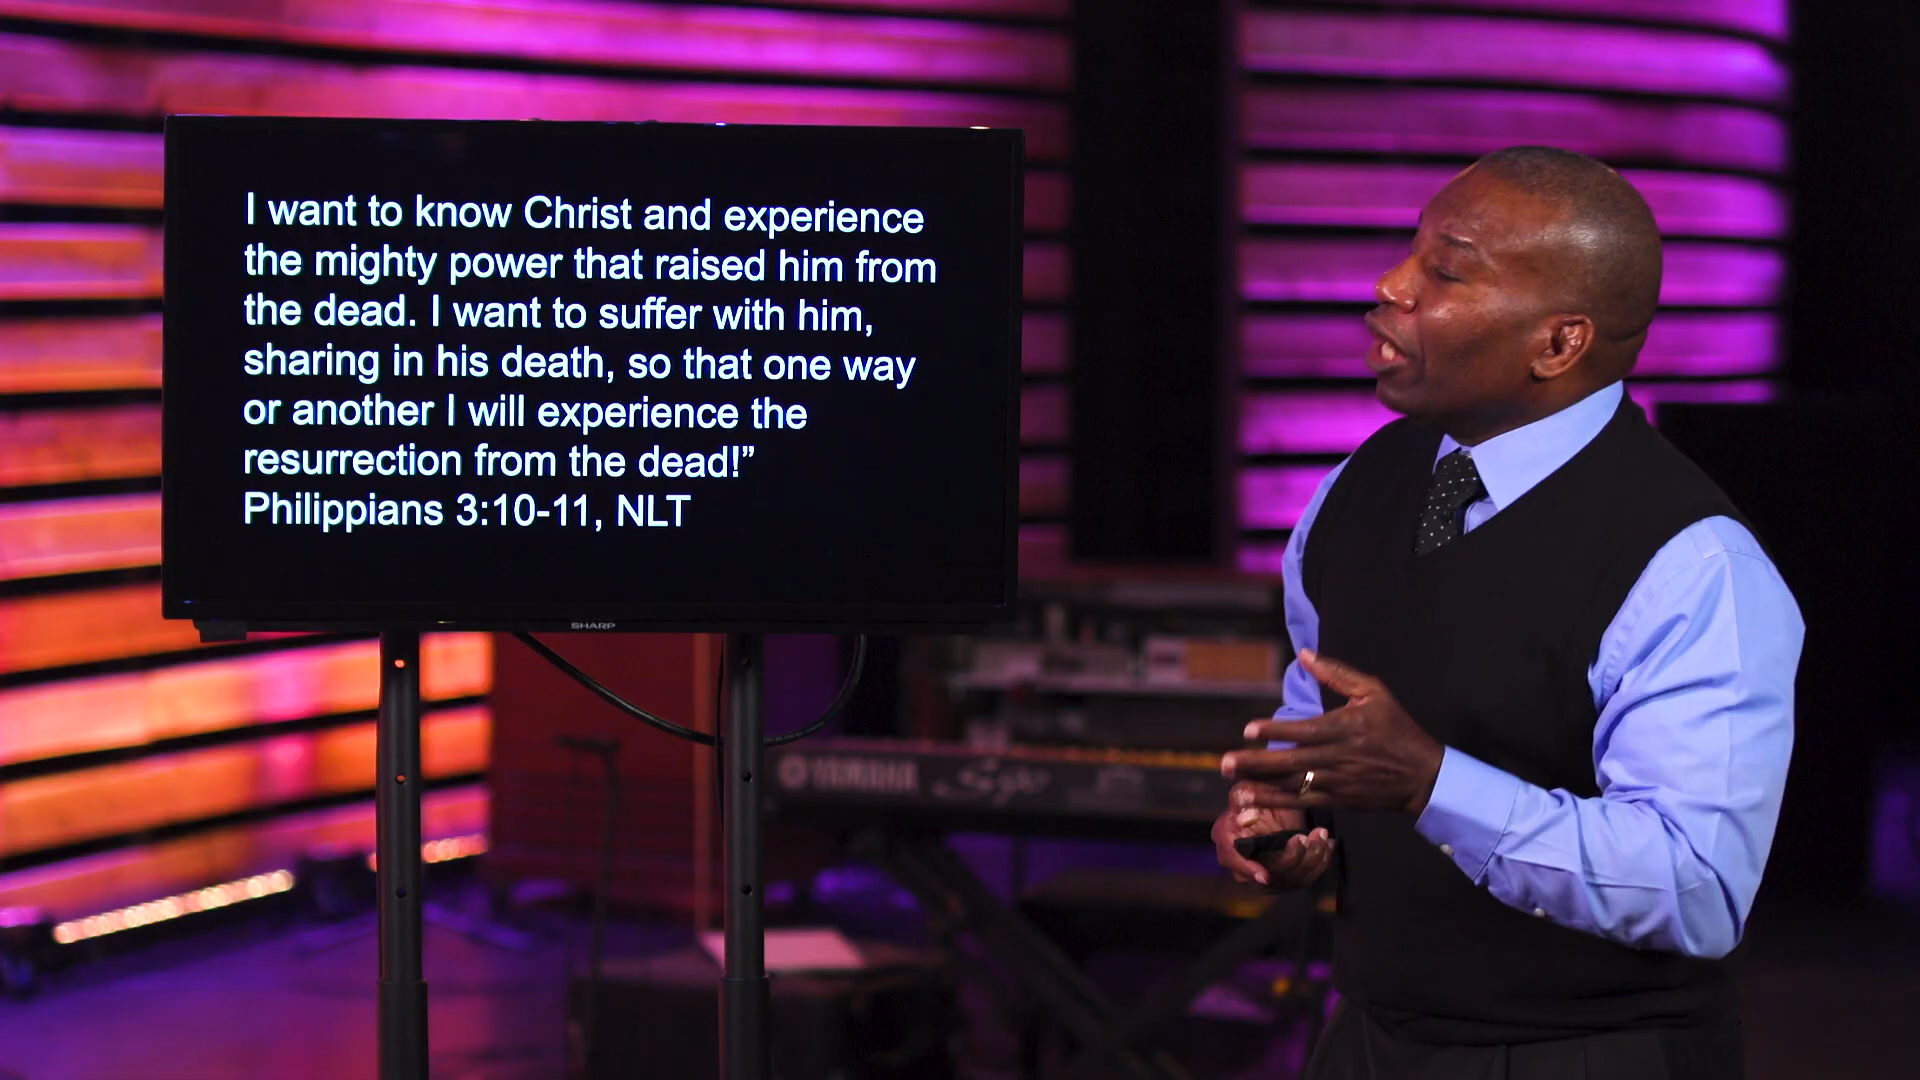 I want to know Christ and experience
the mighty power that raised him from
the dead. I want to suffer with him,
sharing in his death, so that one way
or another I will experience the
resurrection from the dead!”
Philippians 3:10-11, NLT
SHARP
YAMAHA S90